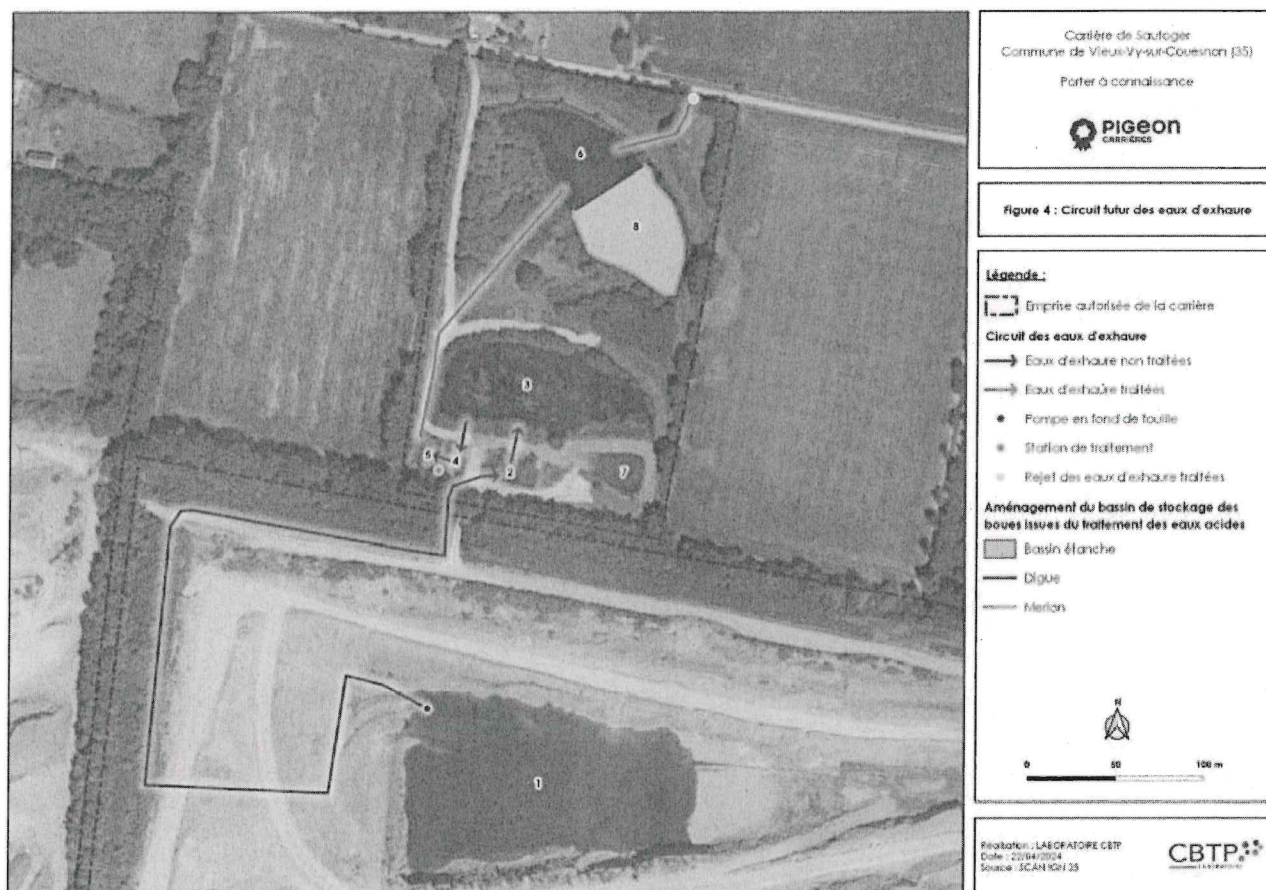 Carrière de Sautoger
Commune de Vieux-Vy-sur-Couesnon (35)
Porter à connaissance
PIGEON
CARRIÈRES
Figure 4 : Circuit futur des eaux d'exhaure
Légende :
Emprise autorisée de la carrière
Circuit des eaux d'exhaure
Eaux d'exhaure non traitées
Eaux d'exhaure traitées
Pompe en fond de fouille
Station de traitement
Rejet des eaux d'exhaure traitées
Aménagement du bassin de stockage des
boues issues du traitement des eaux acides
Bassin étanche
Digue
Merlon
N
0 50 100 m
Réalisation : LABORATOIRE CBTP
Date : 22/04/2024
Source : SCAN IGN 35
CBTP
LABORATOIRE
6
8
3
5
4
2
7
1